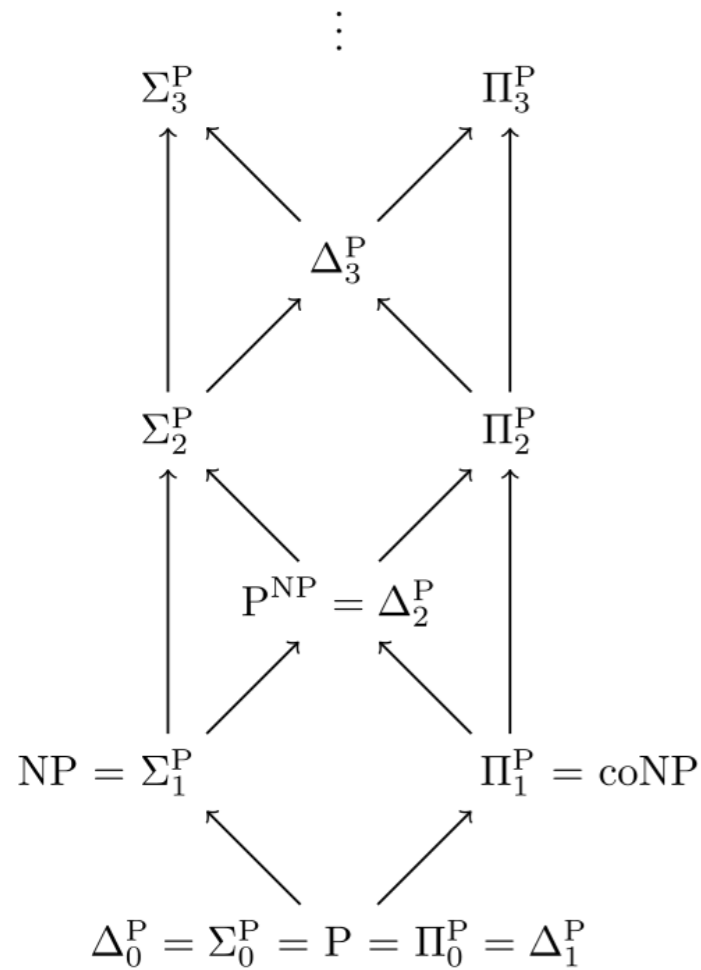 ⋮
Σ₃ᴾ Π₃ᴾ
Δ₃ᴾ
Σ₂ᴾ Π₂ᴾ
Pᴺᴾ = Δ₂ᴾ
NP = Σ₁ᴾ Π₁ᴾ = coNP
Δ₀ᴾ = Σ₀ᴾ = P = Π₀ᴾ = Δ₁ᴾ